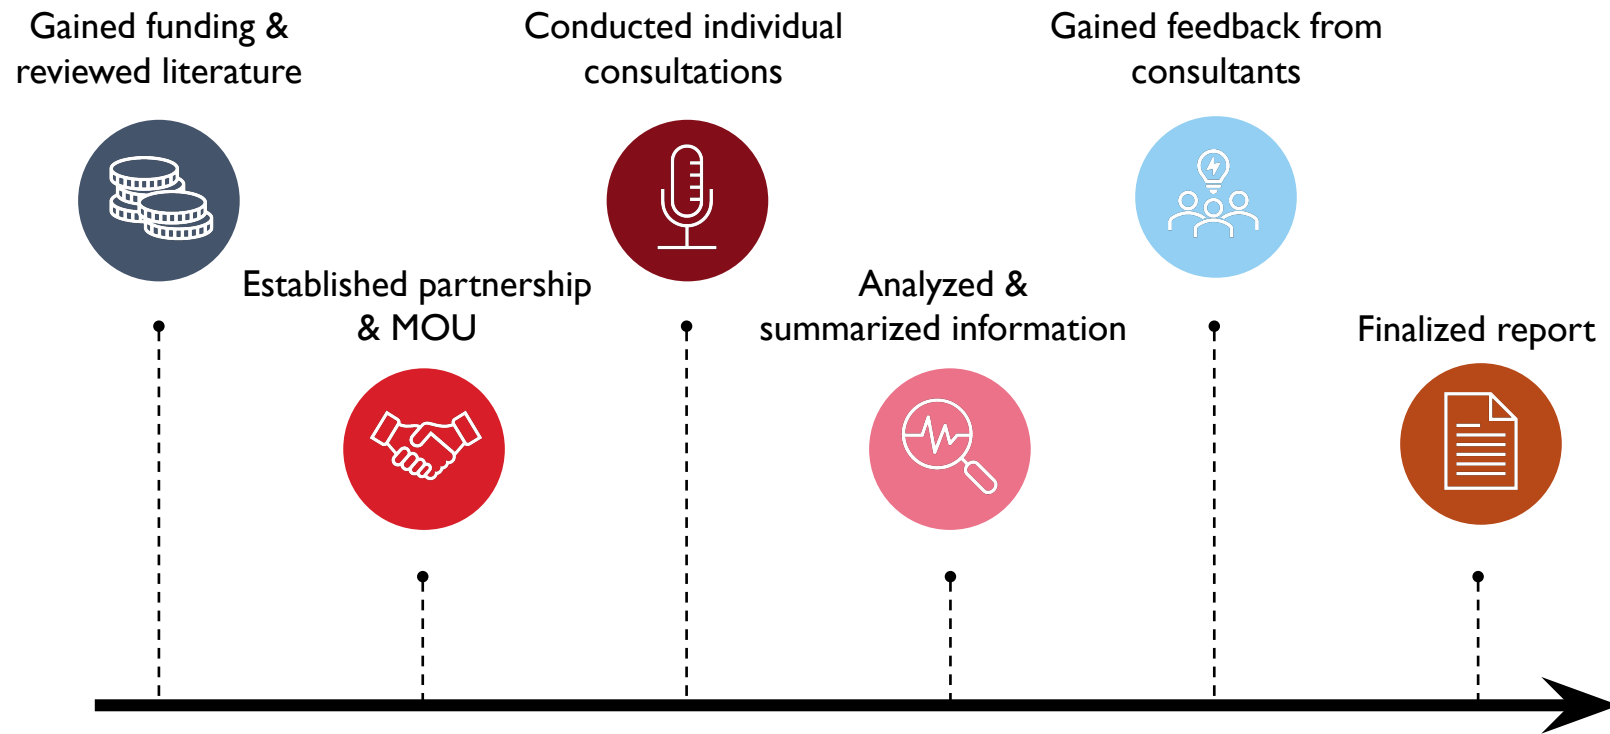 Gained funding &
reviewed literature
Established partnership
& MOU
Conducted individual
consultations
Analyzed &
summarized information
Gained feedback from
consultants
Finalized report